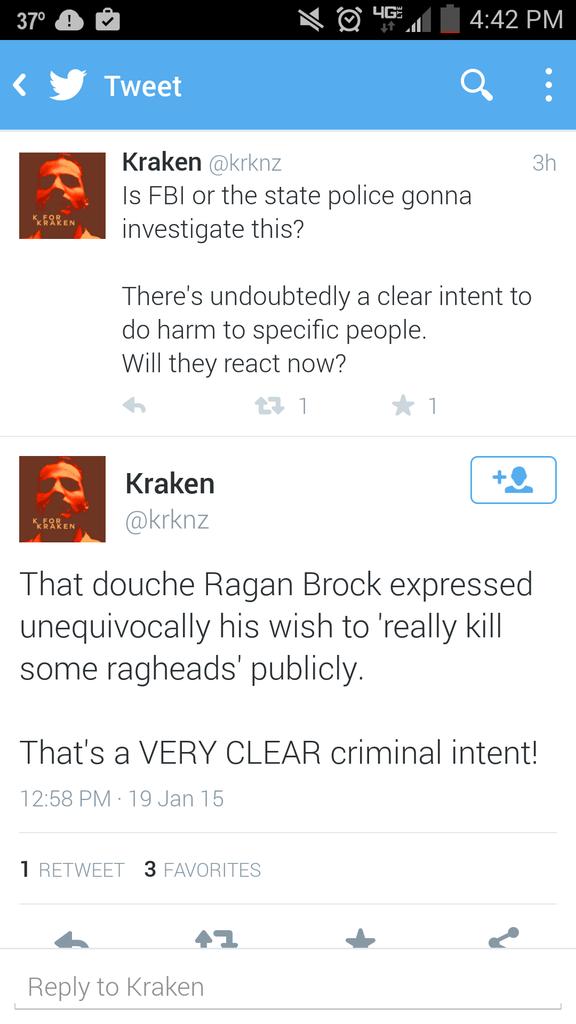 37° 4G LTE 4:42 PM
Tweet
Kraken @krknz 3h
Is FBI or the state police gonna
investigate this?
There's undoubtedly a clear intent to
do harm to specific people.
Will they react now?
1 1
K FOR
KRAKEN
Kraken
@krknz
K FOR
KRAKEN
That douche Ragan Brock expressed
unequivocally his wish to 'really kill
some ragheads' publicly.
That's a VERY CLEAR criminal intent!
12:58 PM · 19 Jan 15
1 RETWEET 3 FAVORITES
Reply to Kraken